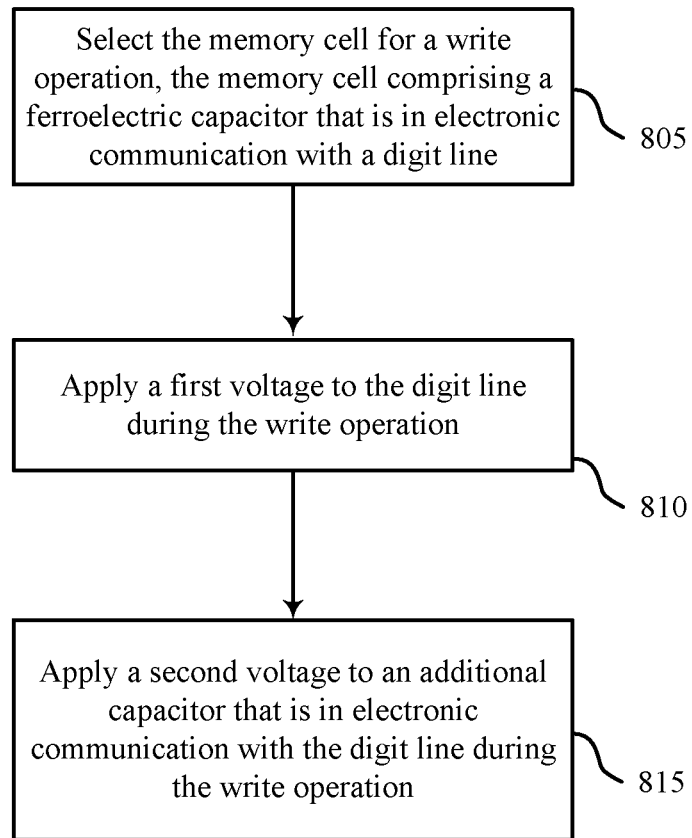 Select the memory cell for a write
operation, the memory cell comprising a
ferroelectric capacitor that is in electronic
communication with a digit line
805
Apply a first voltage to the digit line
during the write operation
810
Apply a second voltage to an additional
capacitor that is in electronic
communication with the digit line during
the write operation
815